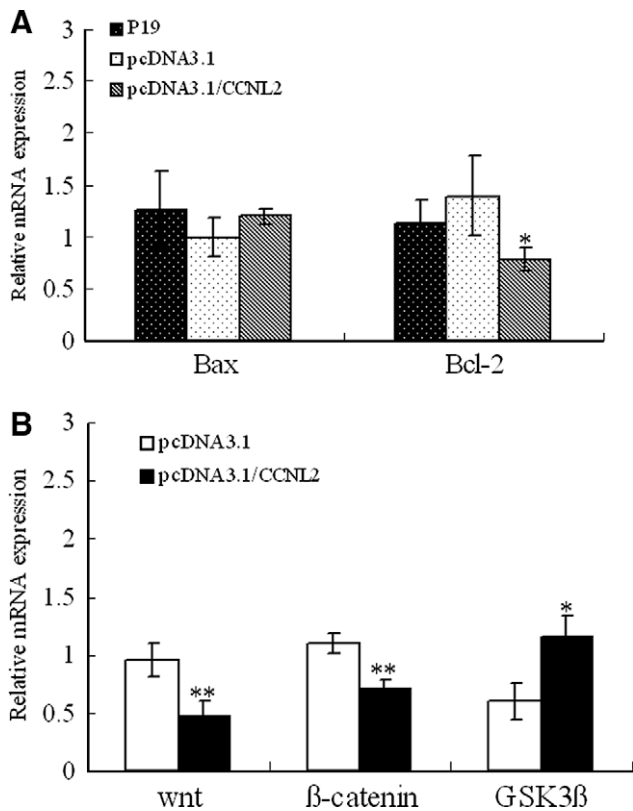 A
P19
pcDNA3.1
pcDNA3.1/CCNL2
Relative mRNA expression
3
2.5
2
1.5
1
0.5
0
*
Bax
Bcl-2
B
pcDNA3.1
pcDNA3.1/CCNL2
Relative mRNA expression
3
2.5
2
1.5
1
0.5
0
**
**
*
wnt
ß-catenin
GSK3ß